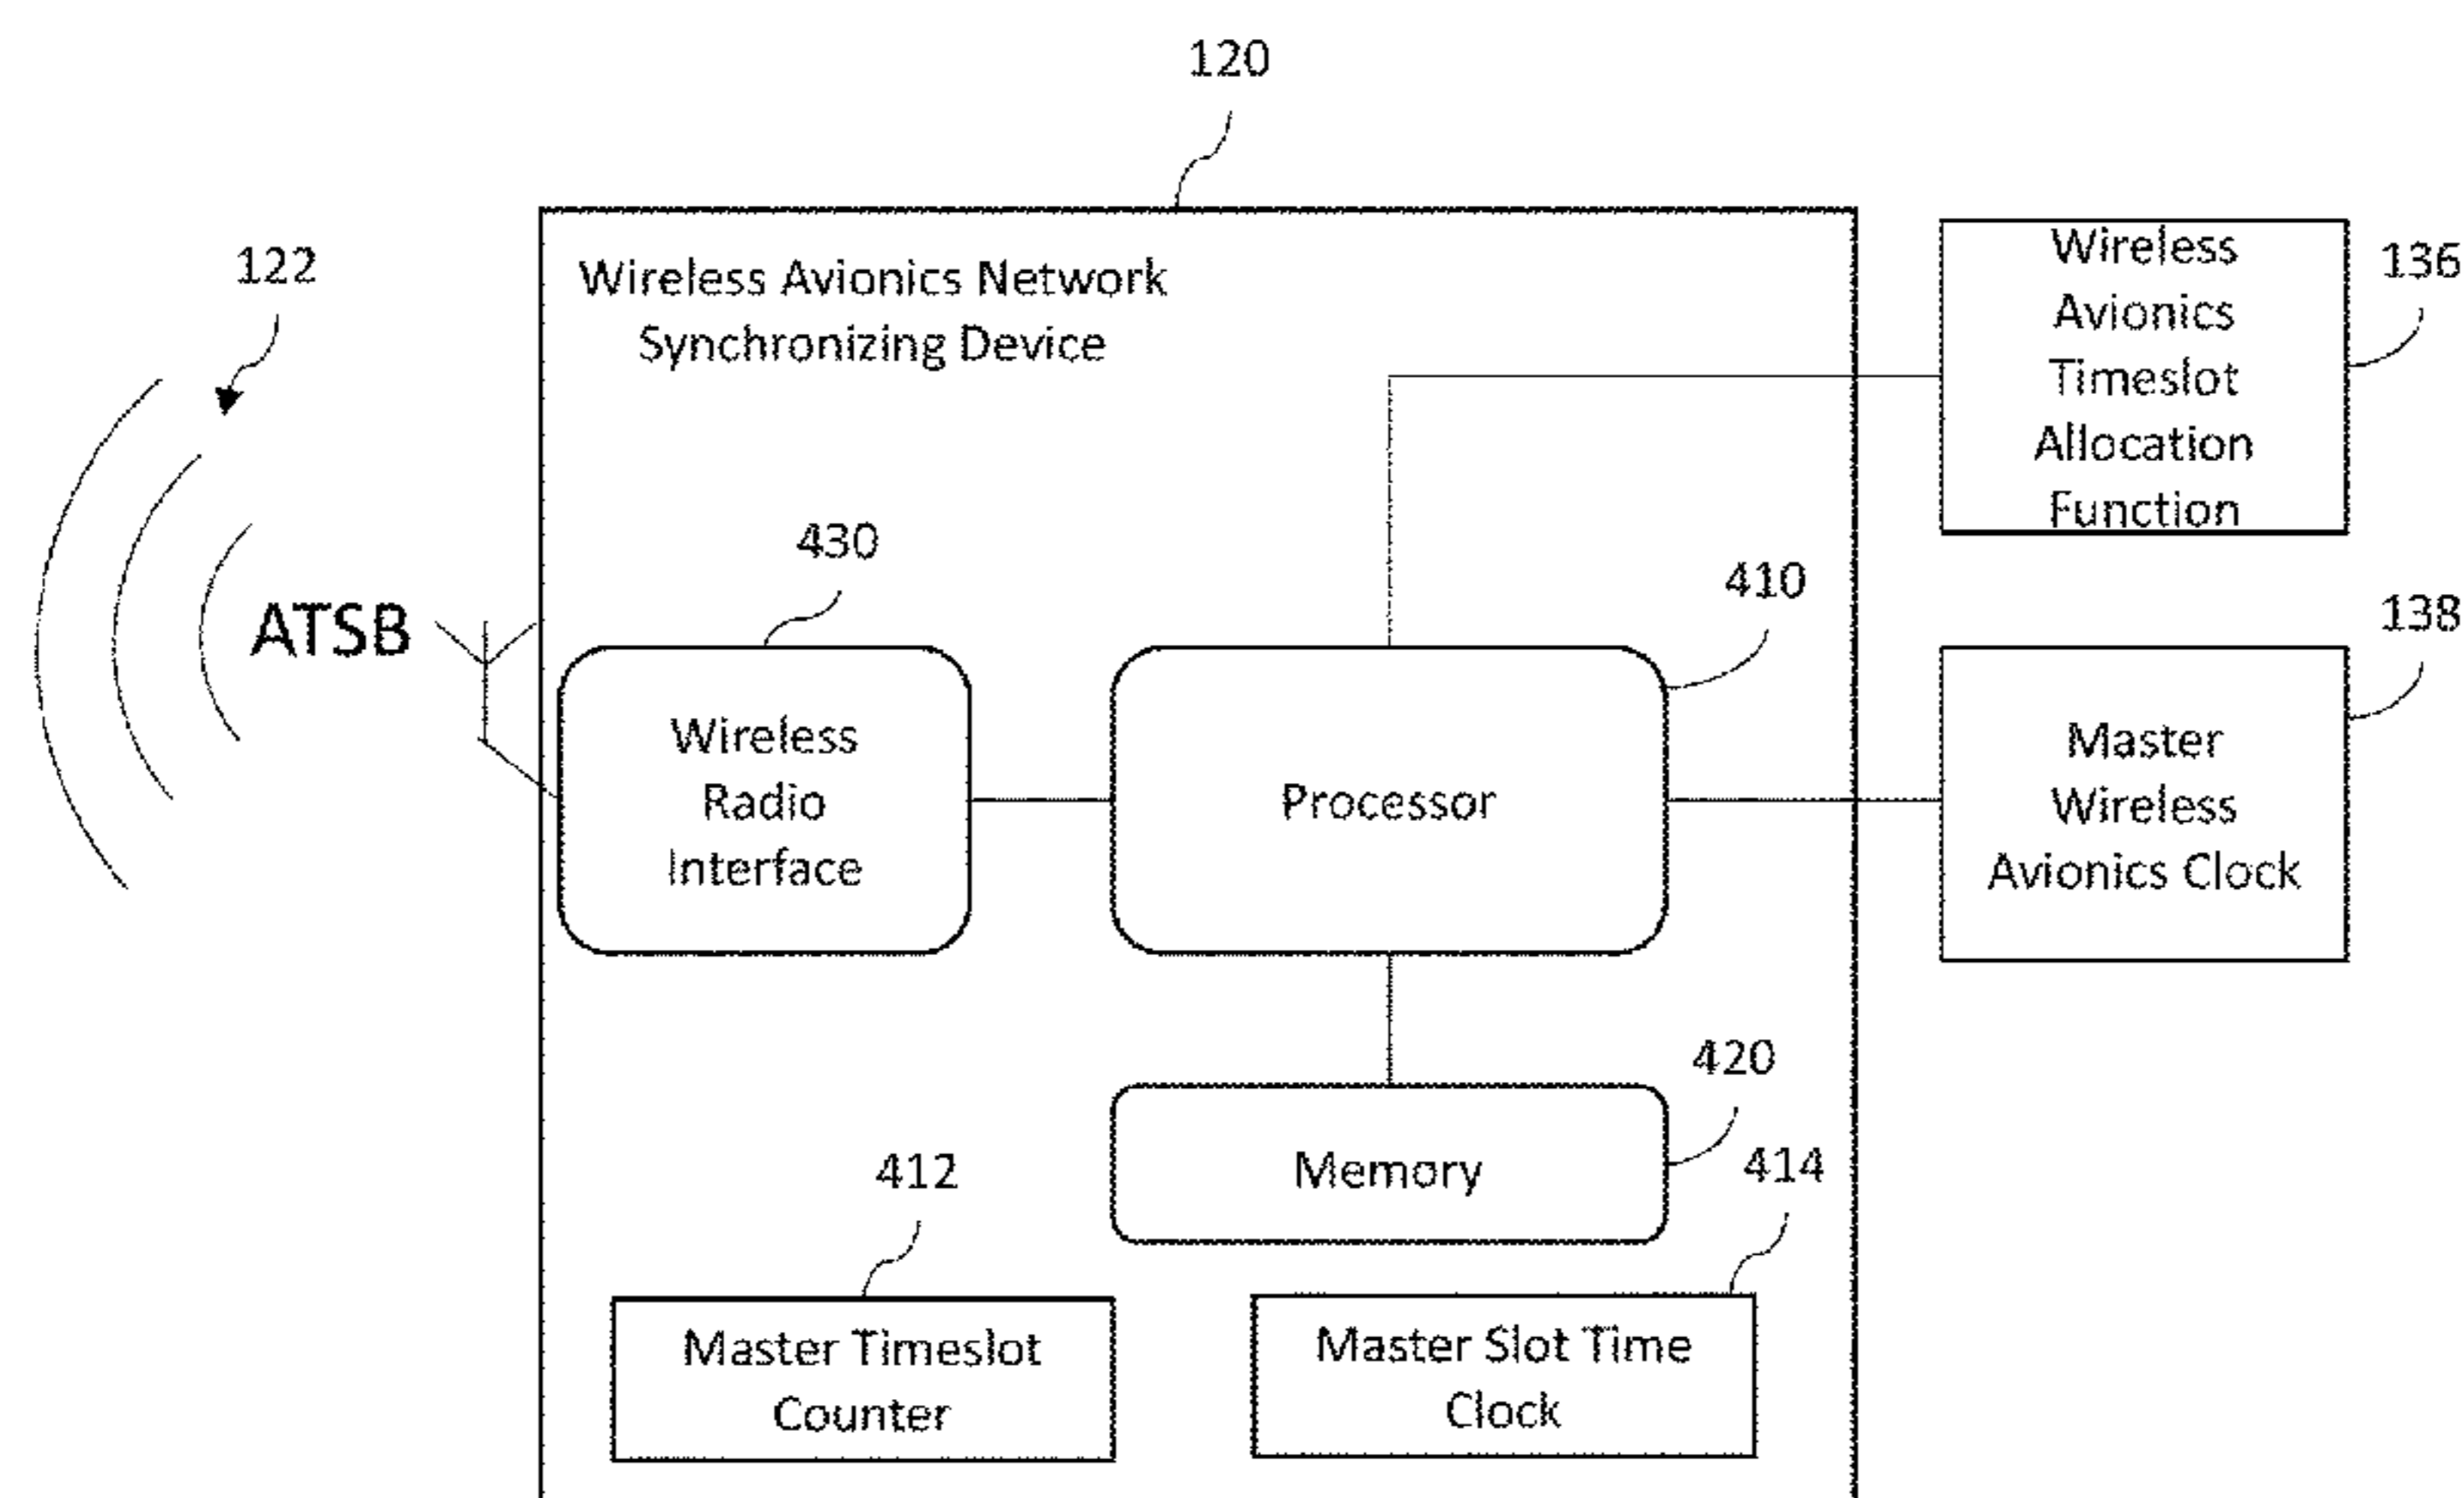 120
122
Wireless Avionics Network
Synchronizing Device
Wireless
Avionics
Timeslot
Allocation
Function
136
ATSB
430
Wireless
Radio
Interface
410
Processor
138
Master
Wireless
Avionics Clock
420
Memory
412
Master Timeslot
Counter
414
Master Slot Time
Clock